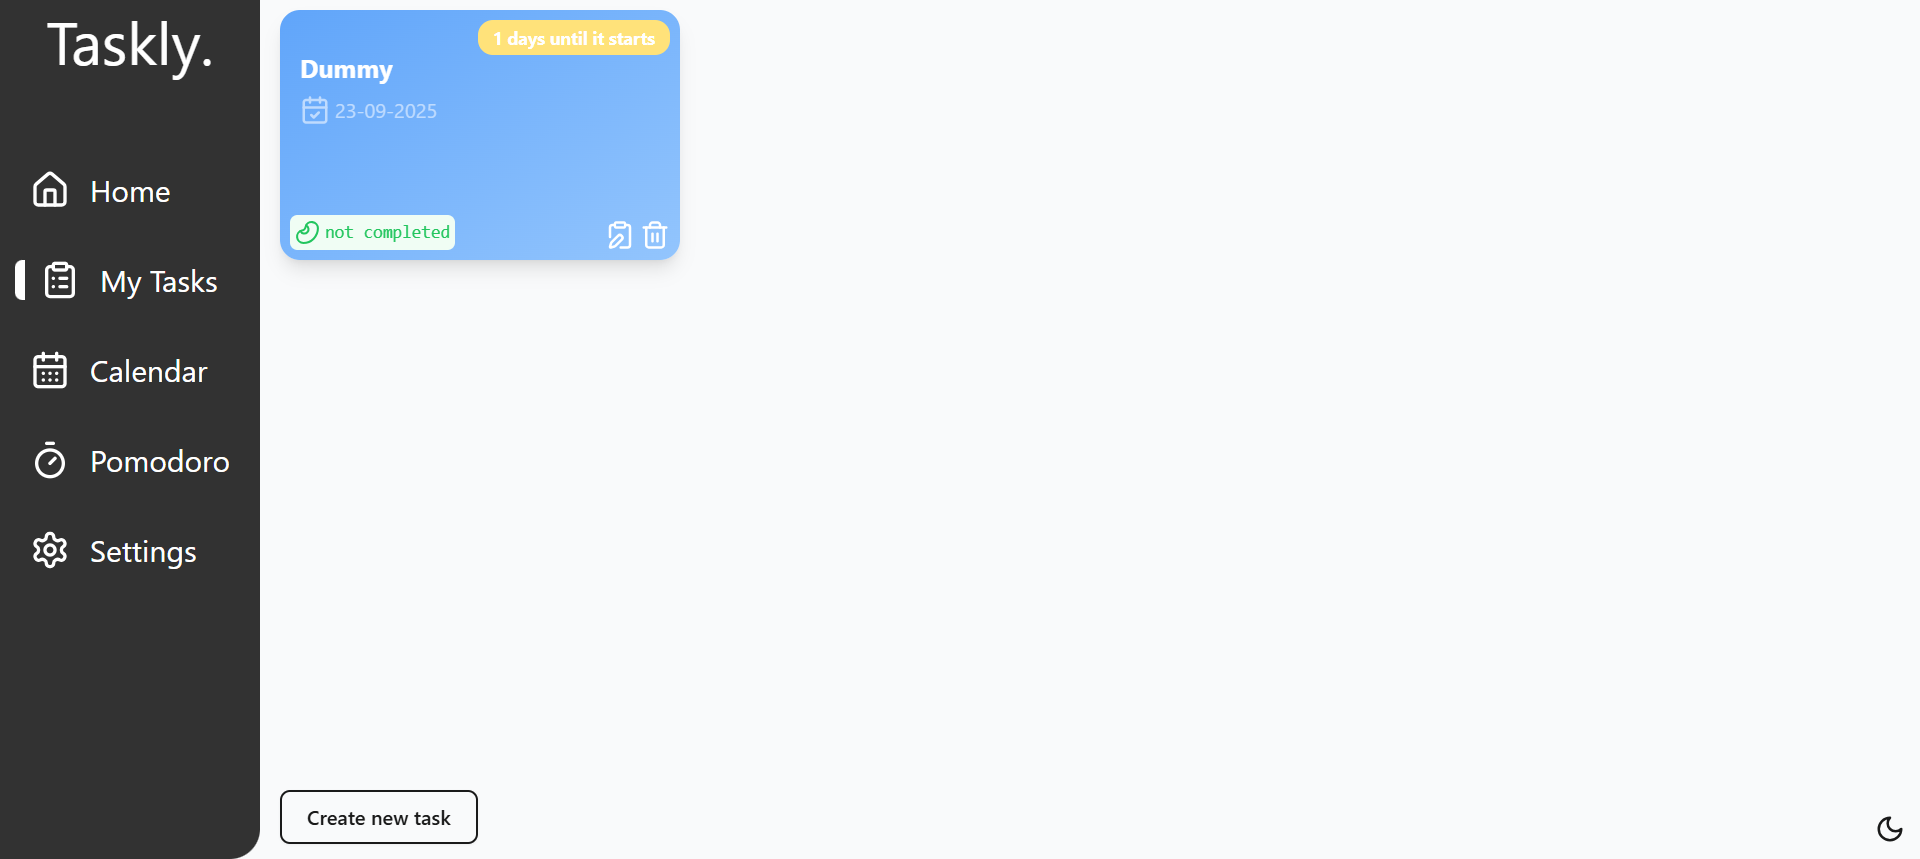 Taskly.
Home
My Tasks
Calendar
Pomodoro
Settings
1 days until it starts
Dummy
23-09-2025
not completed
Create new task